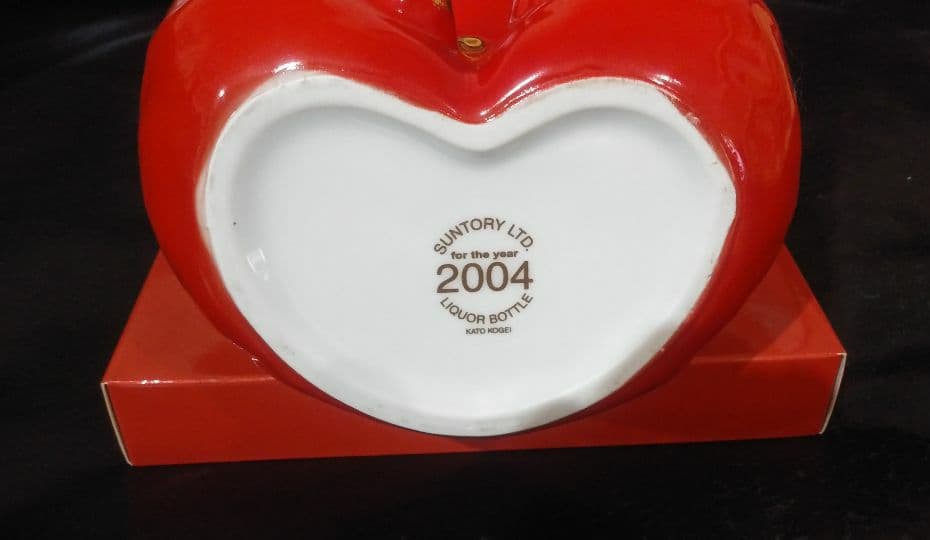 SUNTORY LTD.
for the year
2004
LIQUOR BOTTLE
KATO KOGEI